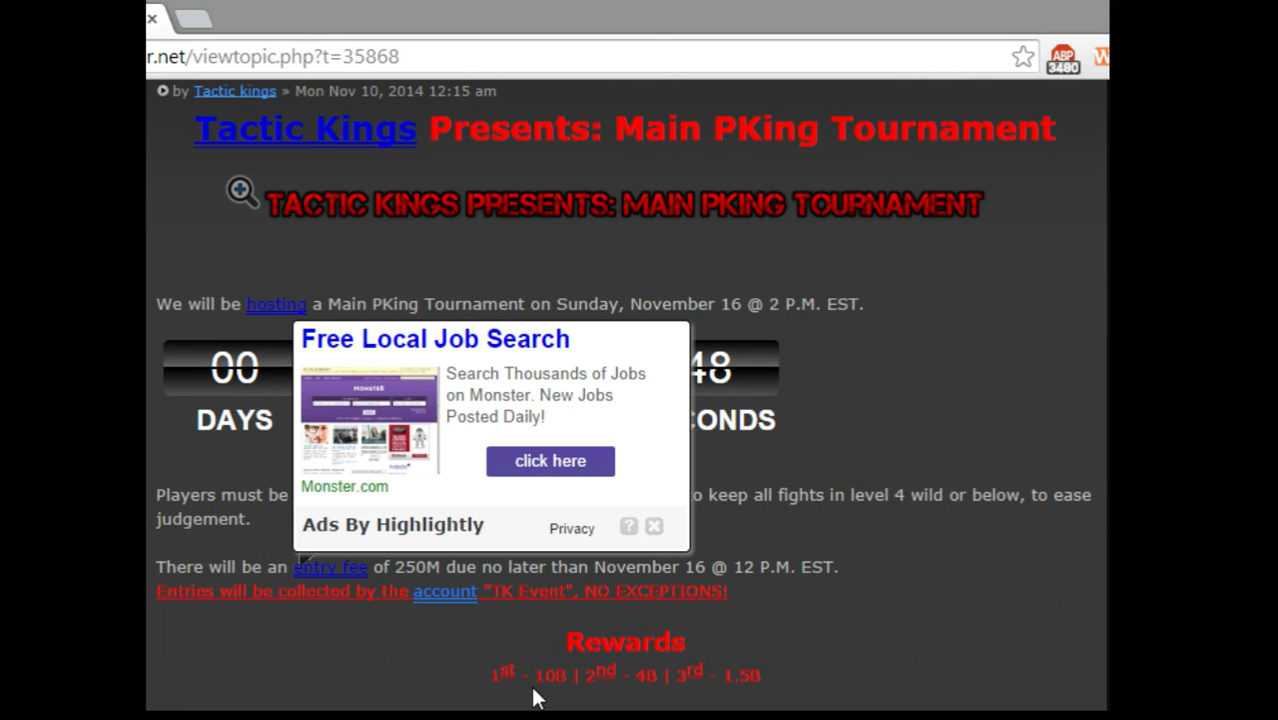 r.net/viewtopic.php?t=35868
ABP
3480
by Tactic kings » Mon Nov 10, 2014 12:15 am
Tactic Kings Presents: Main PKing Tournament
TACTIC KINGS PRESENTS: MAIN PKING TOURNAMENT
We will be hosting a Main PKing Tournament on Sunday, November 16 @ 2 P.M. EST.
00 48
DAYS CONDS
Free Local Job Search
MONSTER
Search Thousands of Jobs
on Monster. New Jobs
Posted Daily!
click here
Monster.com
Ads By Highlightly Privacy ?
Players must be o keep all fights in level 4 wild or below, to ease
judgement.
There will be an entry fee of 250M due no later than November 16 @ 12 P.M. EST.
Entries will be collected by the account "TK Event", NO EXCEPTIONS!
Rewards
1st - 10B | 2nd - 4B | 3rd - 1.5B